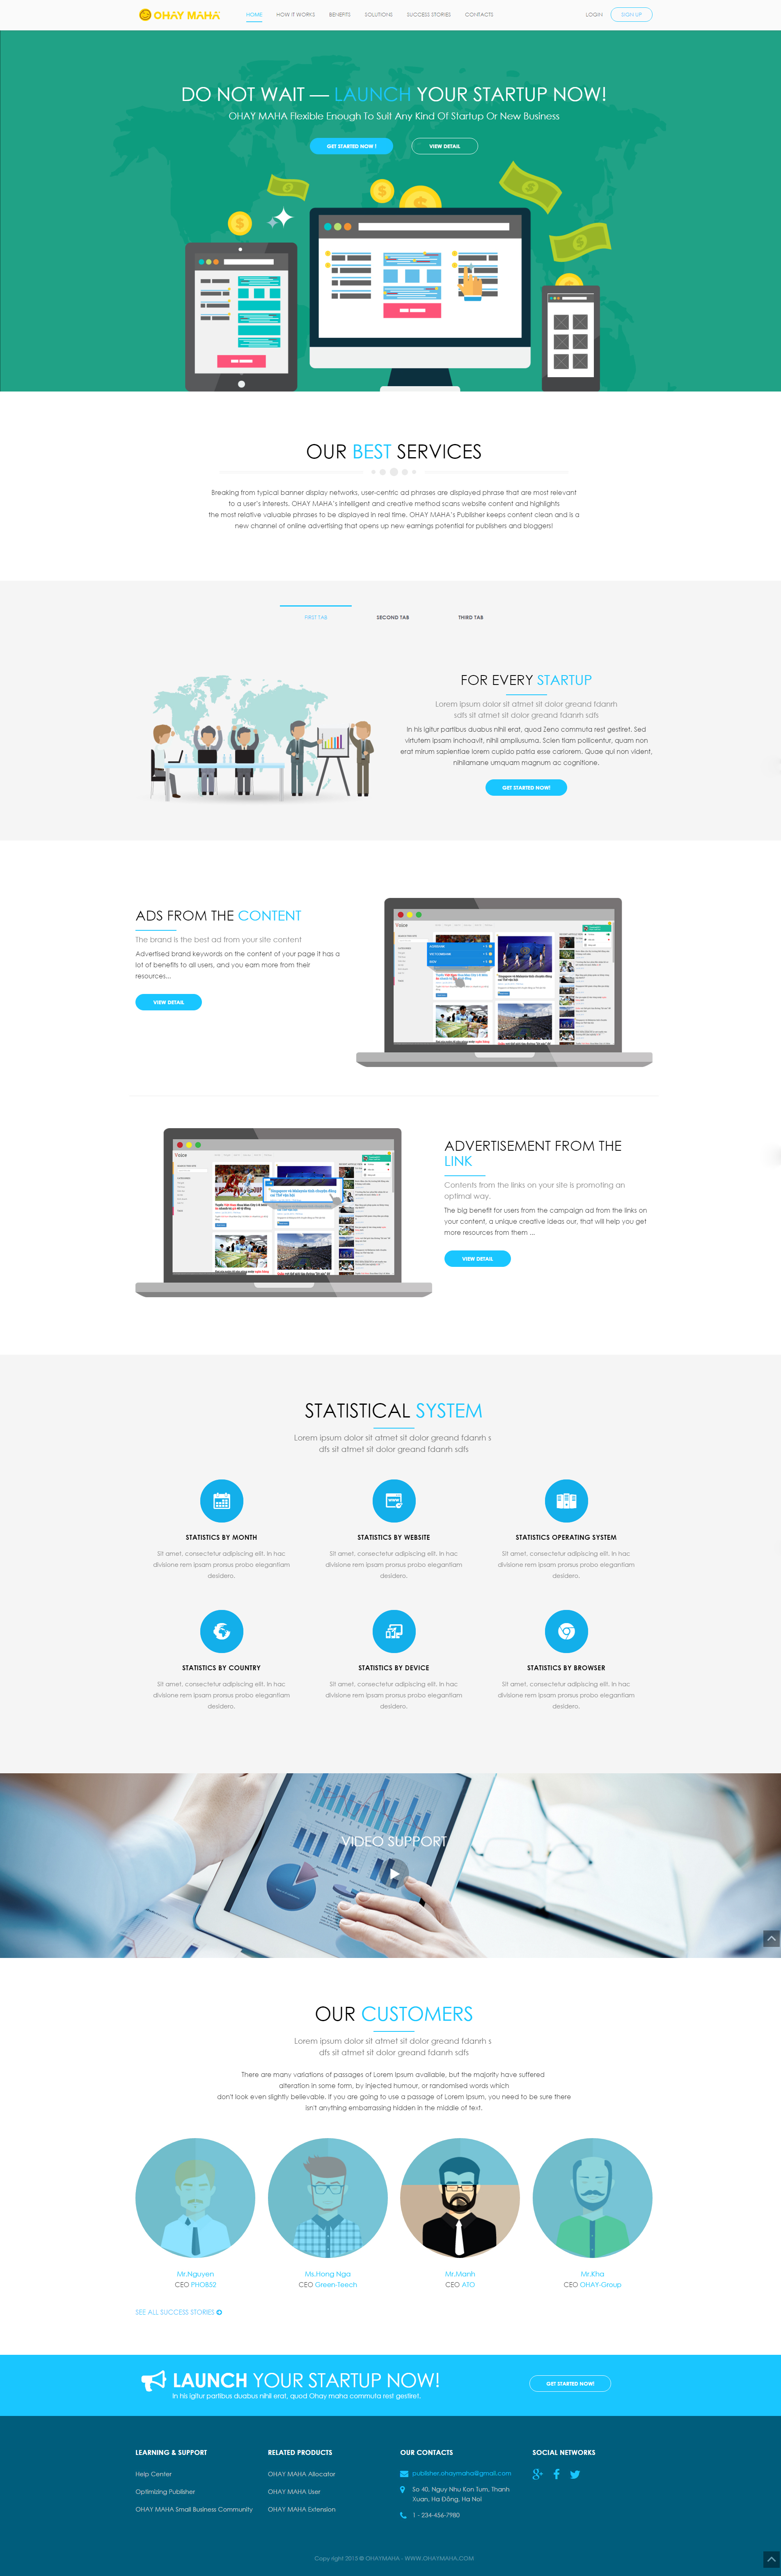 OHAY MAHA
HOME HOW IT WORKS BENEFITS SOLUTIONS SUCCESS STORIES CONTACTS LOGIN SIGN UP
DO NOT WAIT — LAUNCH YOUR STARTUP NOW!
OHAY MAHA Flexible Enough To Suit Any Kind Of Startup Or New Business
GET STARTED NOW ! VIEW DETAIL
OUR BEST SERVICES
Breaking from typical banner display networks, user-centric ad phrases are displayed phrase that are most relevant
to a user's interests. OHAY MAHA's intelligent and creative method scans website content and highlights
the most relative valuable phrases to be displayed in real time. OHAY MAHA's Publisher keeps content clean and is a
new channel of online advertising that opens up new earnings potential for publishers and bloggers!
FIRST TAB SECOND TAB THIRD TAB
FOR EVERY STARTUP
Lorem ipsum dolor sit atmet sit dolor greand fdanrh
sdfs sit atmet sit dolor greand fdanrh sdfs
In his igitur partibus duabus nihil erat, quod Zeno commuta rest gestiret. Sed
virtutem ipsam inchoavit, nihil amplIusuma. Scien tiam pollicentur, quam non
erat mirum sapientiae lorem cupido patria esse cariorem. Quae qui non vident,
nihilamane umquam magnum ac cognitione.
GET STARTED NOW!
ADS FROM THE CONTENT
The brand is the best ad from your site content
Advertised brand keywords on the content of your page it has a
lot of benefits to all users, and you earn more from their
resources...
VIEW DETAIL
Voice
Voice
ADVERTISEMENT FROM THE
LINK
Contents from the links on your site is promoting an
optimal way.
The big benefit for users from the campaign ad from the links on
your content, a unique creative ideas our, that will help you get
more resources from them ...
VIEW DETAIL
STATISTICAL SYSTEM
Lorem ipsum dolor sit atmet sit dolor greand fdanrh s
dfs sit atmet sit dolor greand fdanrh sdfs
STATISTICS BY MONTH STATISTICS BY WEBSITE STATISTICS OPERATING SYSTEM
Sit amet, consectetur adipiscing elit. In hac Sit amet, consectetur adipiscing elit. In hac Sit amet, consectetur adipiscing elit. In hac
divisione rem ipsam prorsus probo elegantiam divisione rem ipsam prorsus probo elegantiam divisione rem ipsam prorsus probo elegantiam
desidero. desidero. desidero.
STATISTICS BY COUNTRY STATISTICS BY DEVICE STATISTICS BY BROWSER
Sit amet, consectetur adipiscing elit. In hac Sit amet, consectetur adipiscing elit. In hac Sit amet, consectetur adipiscing elit. In hac
divisione rem ipsam prorsus probo elegantiam divisione rem ipsam prorsus probo elegantiam divisione rem ipsam prorsus probo elegantiam
desidero. desidero. desidero.
VIDEO SUPPORT
OUR CUSTOMERS
Lorem ipsum dolor sit atmet sit dolor greand fdanrh s
dfs sit atmet sit dolor greand fdanrh sdfs
There are many variations of passages of Lorem Ipsum available, but the majority have suffered
alteration in some form, by injected humour, or randomised words which
don't look even slightly believable. If you are going to use a passage of Lorem Ipsum, you need to be sure there
isn't anything embarrassing hidden in the middle of text.
Mr.Nguyen Ms.Hong Nga Mr.Manh Mr.Kha
CEO PHO852 CEO Green-Teech CEO ATO CEO OHAY-Group
SEE ALL SUCCESS STORIES
LAUNCH YOUR STARTUP NOW!
In his igitur partibus duabus nihil erat, quod Ohay maha commuta rest gestiret.
GET STARTED NOW!
LEARNING & SUPPORT RELATED PRODUCTS OUR CONTACTS SOCIAL NETWORKS
Help Center OHAY MAHA Allocator publisher.ohaymaha@gmail.com
Optimizing Publisher OHAY MAHA User So 40, Nguy Nhu Kon Tum, Thanh
Xuan, Ha Đông, Ha Noi
OHAY MAHA Small Business Community OHAY MAHA Extension 1 - 234-456-7980
Copy right 2015 © OHAYMAHA - WWW.OHAYMAHA.COM